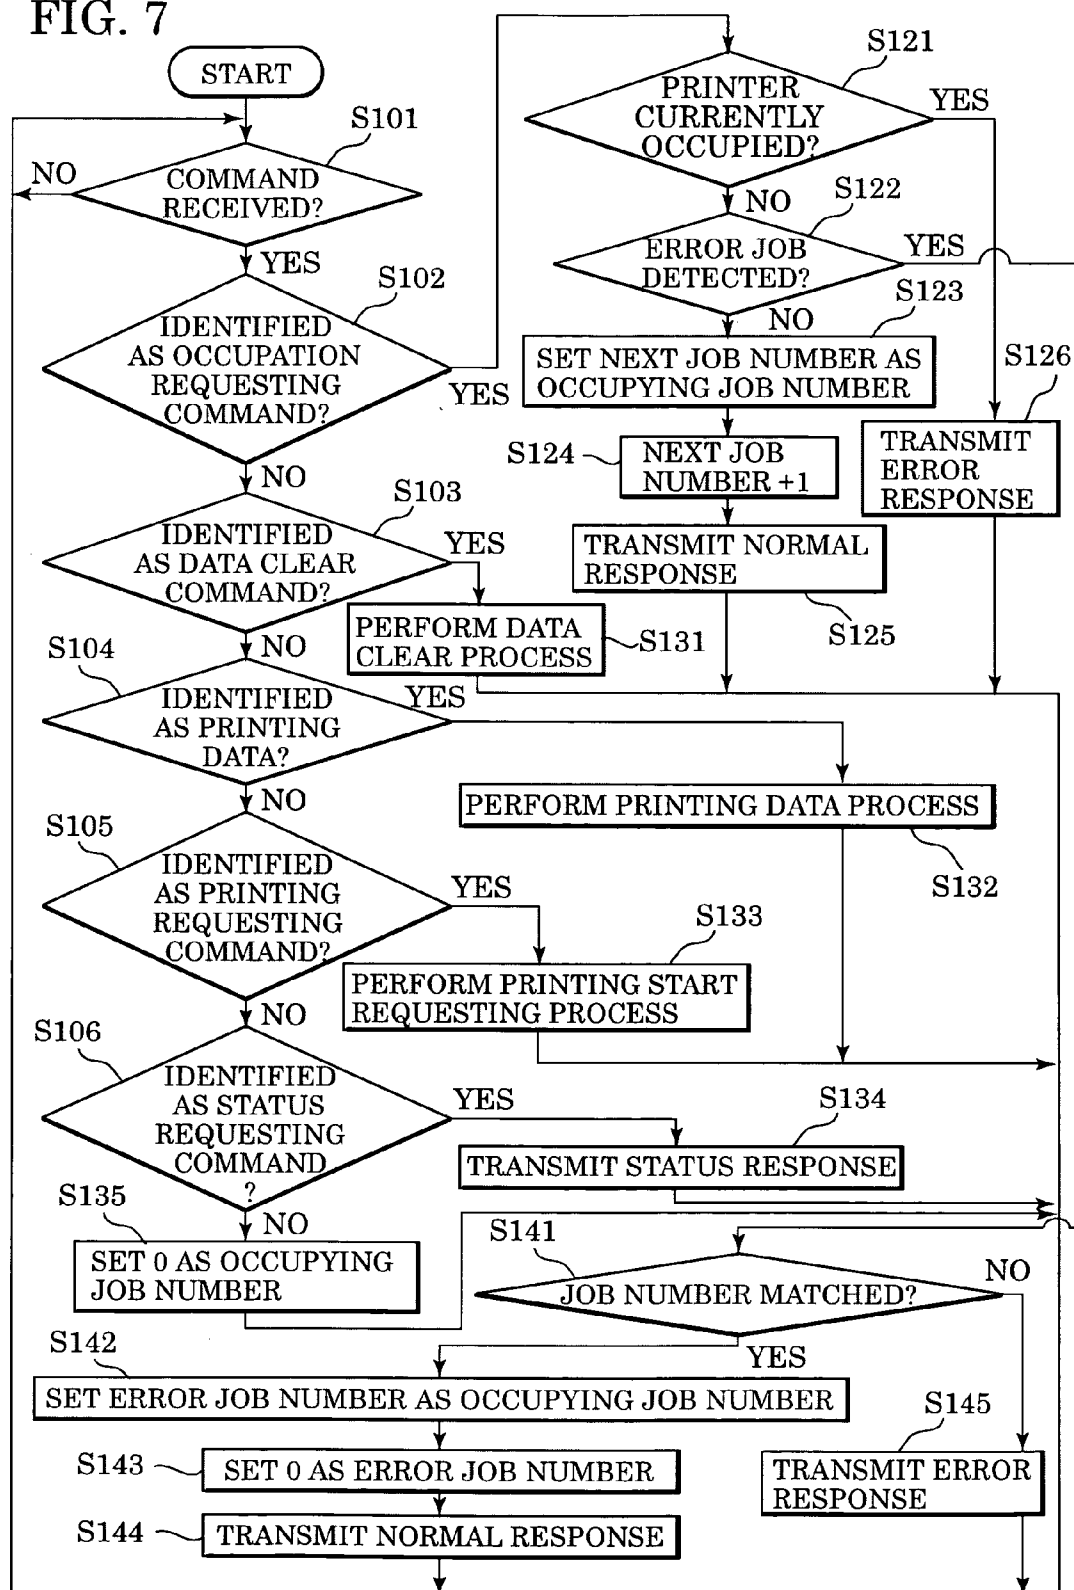 FIG. 7
START
S101
NO
COMMAND
RECEIVED?
YES
S102
IDENTIFIED
AS OCCUPATION
REQUESTING
COMMAND?
YES
NO
S103
IDENTIFIED
AS DATA CLEAR
COMMAND?
YES
NO
PERFORM DATA
CLEAR PROCESS
S131
S104
IDENTIFIED
AS PRINTING
DATA?
YES
NO
PERFORM PRINTING DATA PROCESS
S132
S105
IDENTIFIED
AS PRINTING
REQUESTING
COMMAND?
YES
NO
S133
PERFORM PRINTING START
REQUESTING PROCESS
S106
IDENTIFIED
AS STATUS
REQUESTING
COMMAND
?
YES
NO
S134
TRANSMIT STATUS RESPONSE
S135
SET 0 AS OCCUPYING
JOB NUMBER
S121
PRINTER
CURRENTLY
OCCUPIED?
YES
NO
S122
ERROR JOB
DETECTED?
YES
NO
S123
SET NEXT JOB NUMBER AS
OCCUPYING JOB NUMBER
S124
NEXT JOB
NUMBER +1
TRANSMIT NORMAL
RESPONSE
S125
S126
TRANSMIT
ERROR
RESPONSE
S141
JOB NUMBER MATCHED?
NO
YES
S142
SET ERROR JOB NUMBER AS OCCUPYING JOB NUMBER
S143
SET 0 AS ERROR JOB NUMBER
S144
TRANSMIT NORMAL RESPONSE
S145
TRANSMIT ERROR
RESPONSE